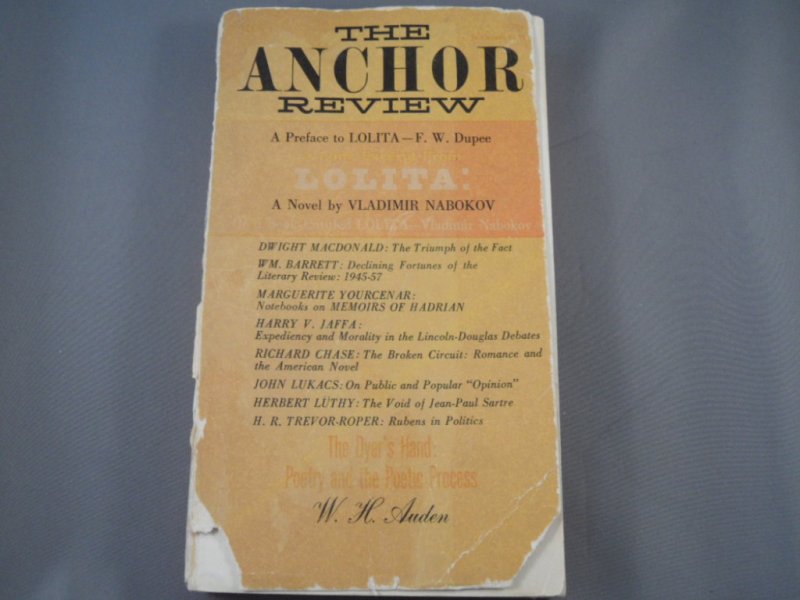 THE
ANCHOR
REVIEW
A Preface to LOLITA—F. W. Dupee
LOLITA:
A Novel by VLADIMIR NABOKOV
LOLITA—Vladimir Nabokov
DWIGHT MACDONALD: The Triumph of the Fact
WM. BARRETT: Declining Fortunes of the
Literary Review: 1945-57
MARGUERITE YOURCENAR:
Notebooks on MEMOIRS OF HADRIAN
HARRY V. JAFFA:
Expediency and Morality in the Lincoln-Douglas Debates
RICHARD CHASE: The Broken Circuit: Romance and
the American Novel
JOHN LUKACS: On Public and Popular "Opinion"
HERBERT LUTHY: The Void of Jean-Paul Sartre
H. R. TREVOR-ROPER: Rubens in Politics
The Dyer's Hand:
Poetry and the Poetic Process
W. H. Auden